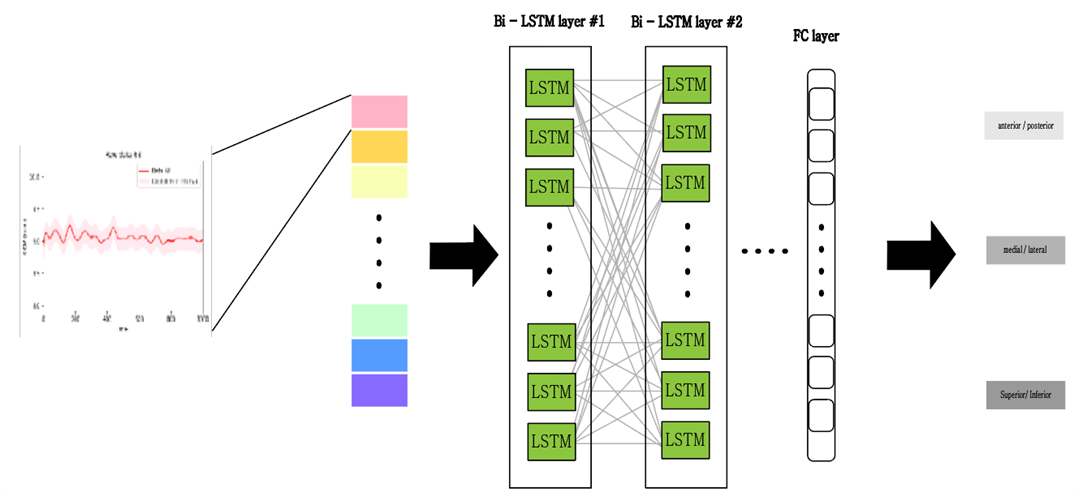 Bi – LSTM layer #1
Bi – LSTM layer #2
FC layer
LSTM
LSTM
LSTM
LSTM
LSTM
LSTM
LSTM
LSTM
LSTM
LSTM
LSTM
LSTM
anterior / posterior
medial / lateral
Superior/ Inferior